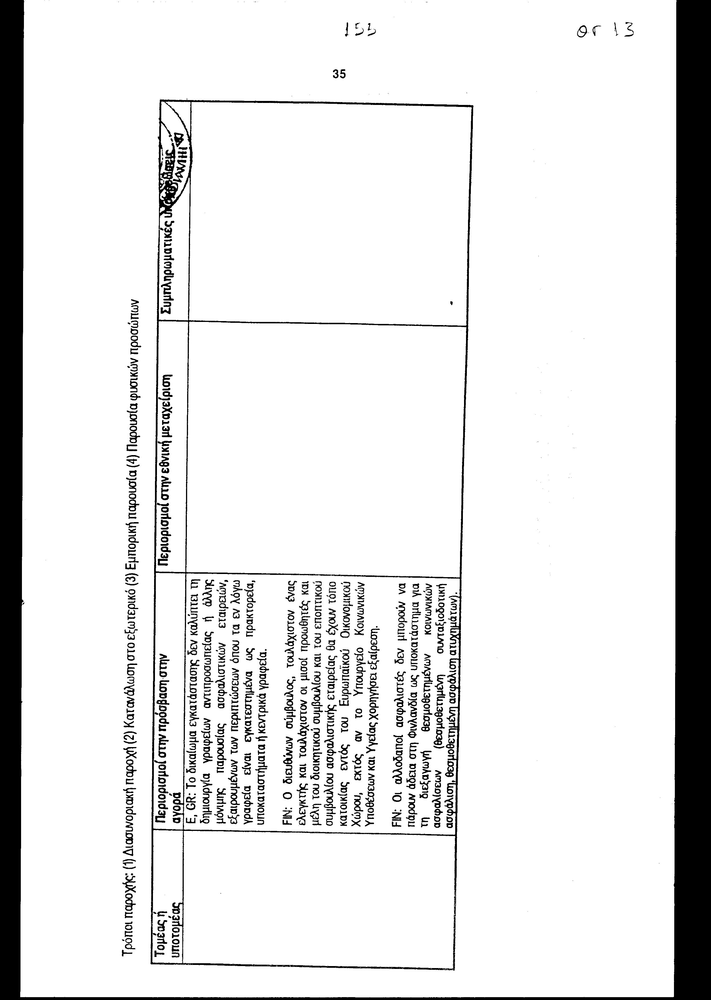 153
θΓ 13
35
Τρόποι παροχής: (1) Διασυνοριακή παροχή (2) Κατανάλωση στο εξωτερικό (3) Εμπορική παρουσία (4) Παρουσία φυσικών προσώπων
Τομέας ή
υποτομέας
Περιορισμοί στην πρόσβαση στην
αγορά
Περιορισμοί στην εθνική μεταχείριση
Συμπληρωματικές
E, GR: Το δικαίωμα εγκατάστασης δεν καλύπτει τη
δημιουργία γραφείων αντιπροσωπείας ή άλλης
μόνιμης παρουσίας ασφαλιστικών εταιρειών,
εξαιρουμένων των περιπτώσεων όπου τα εν λόγω
γραφεία είναι εγκατεστημένα ως πρακτορεία,
υποκαταστήματα ή κεντρικά γραφεία.
FIN: Ο διευθύνων σύμβουλος, τουλάχιστον ένας
ελεγκτής και τουλάχιστον οι μισοί προωθητές και
μέλη του διοικητικού συμβουλίου και του εποπτικού
συμβουλίου ασφαλιστικής εταιρείας θα έχουν τόπο
κατοικίας εντός του Ευρωπαϊκού Οικονομικού
Χώρου, εκτός αν το Υπουργείο Κοινωνικών
Υποθέσεων και Υγείας χορηγήσει εξαίρεση.
FIN: Οι αλλοδαποί ασφαλιστές δεν μπορούν να
πάρουν άδεια στη Φινλανδία ως υποκατάστημα για
τη διεξαγωγή θεσμοθετημένων κοινωνικών
ασφαλίσεων (θεσμοθετημένη συνταξιοδοτική
ασφάλιση, θεσμοθετημένη ασφάλιση ατυχημάτων).